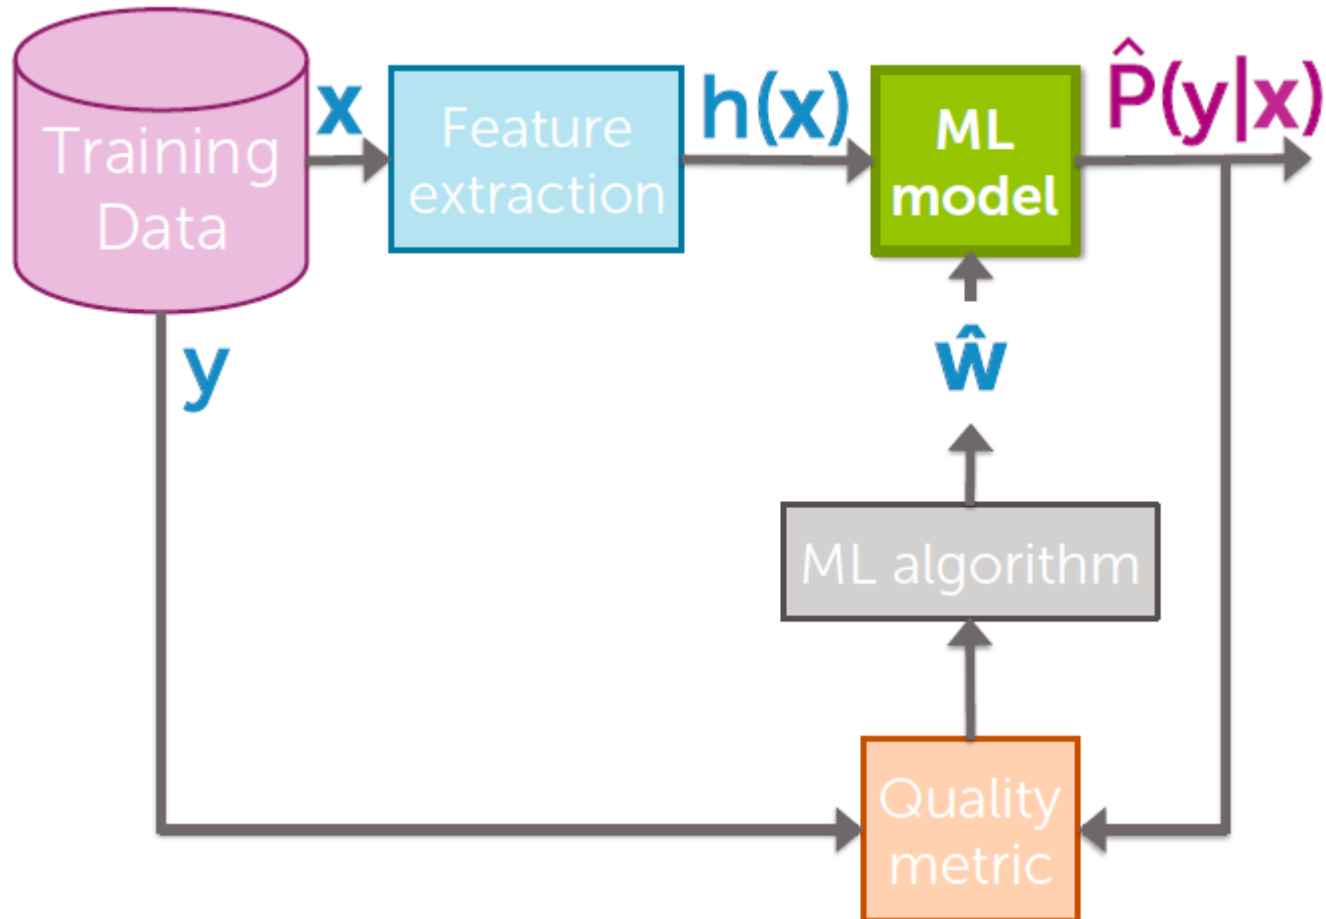 Training
Data
x
Feature
extraction
h(x)
ML
model
P̂(y|x)
y
ŵ
ML algorithm
Quality
metric